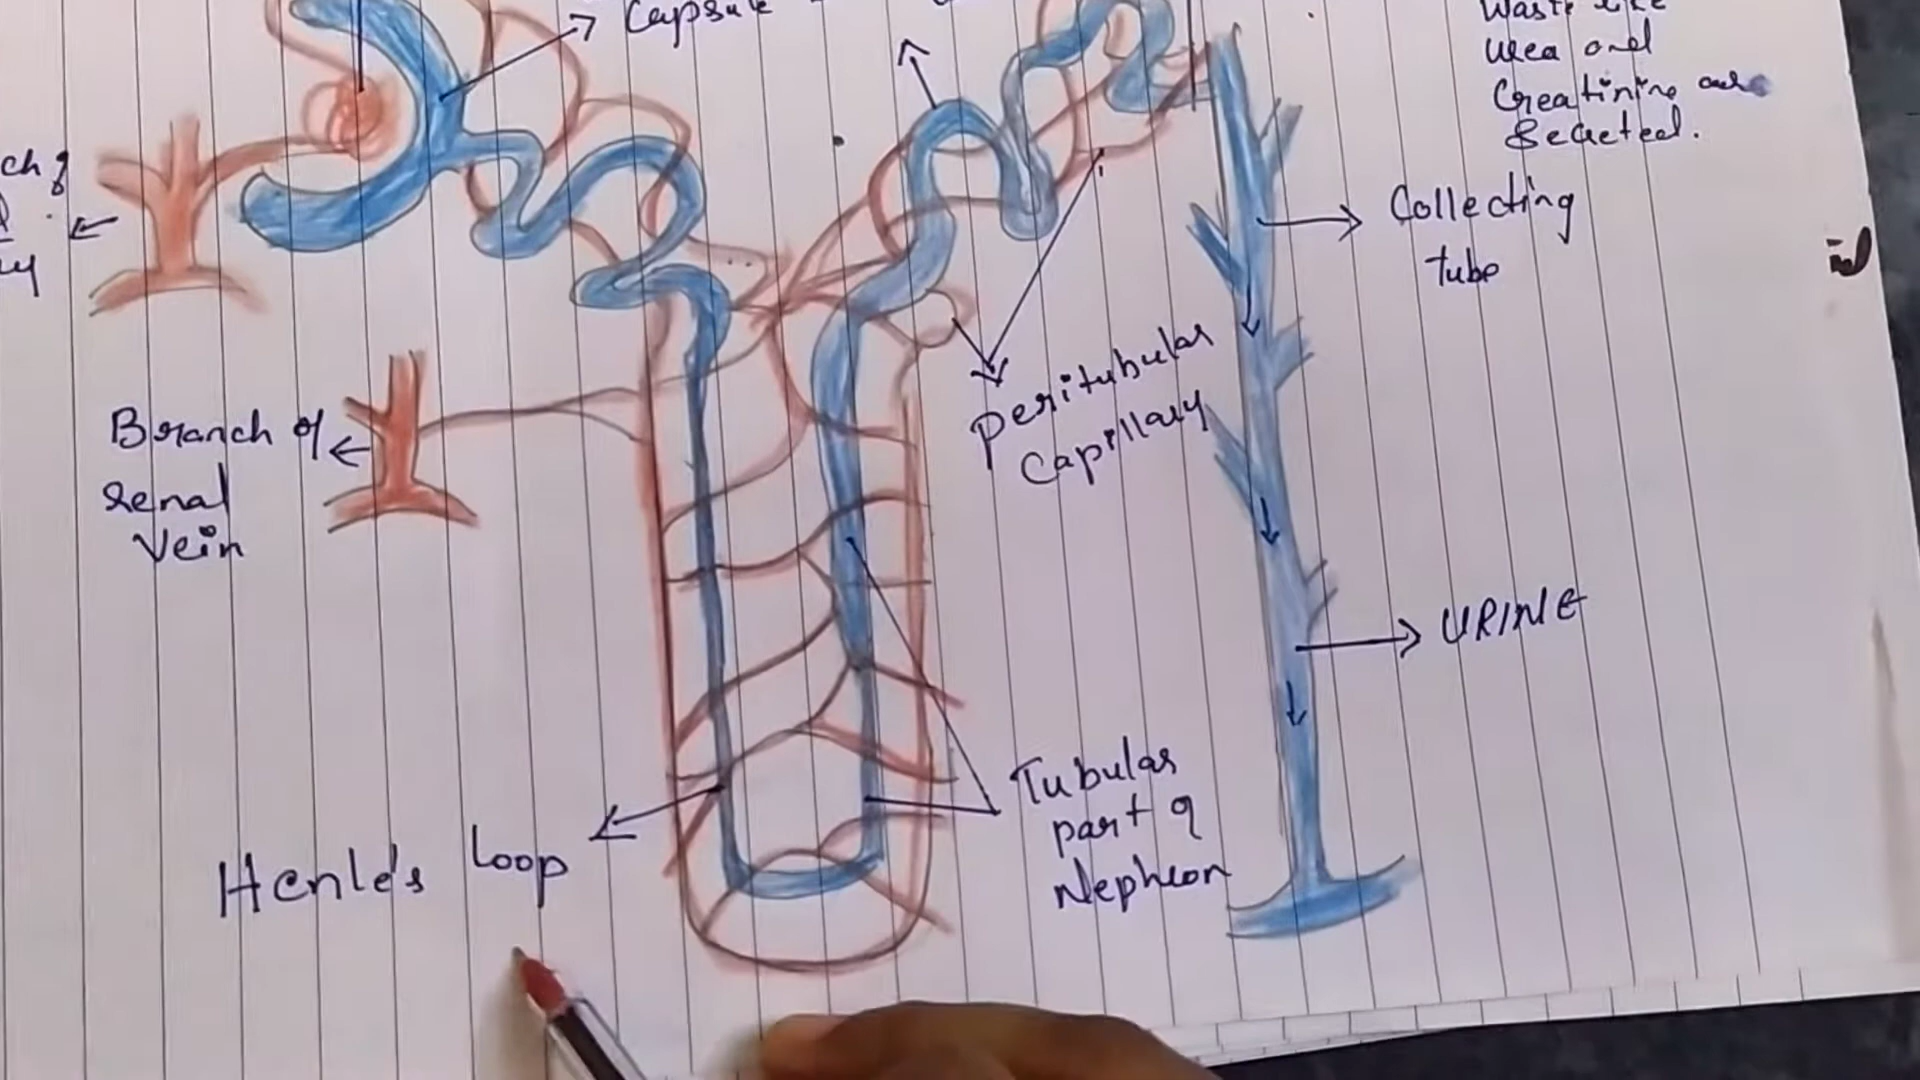 Capsule
Waste like
Urea and
Creatinine are
Secreted.
Collecting
tube
Peritubular
Capillary
Branch of
renal
Vein
URINE
Henle's Loop
Tubular
part of
Nephron